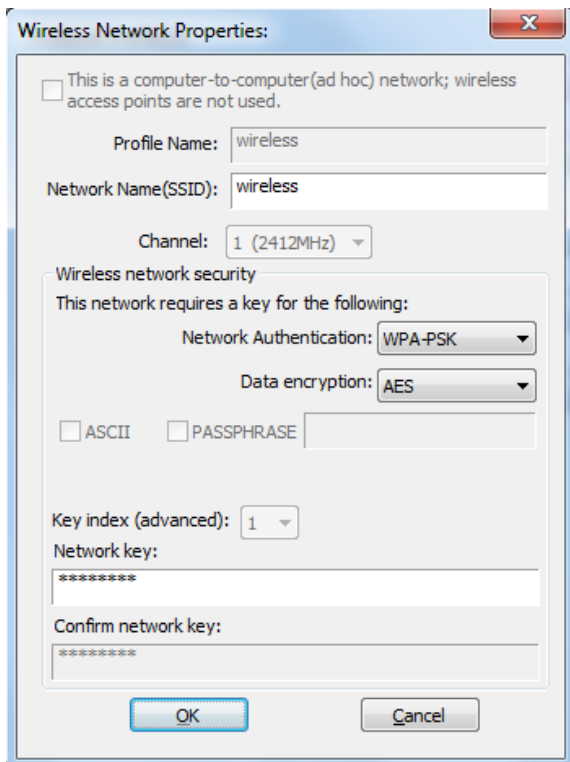 Wireless Network Properties:
This is a computer-to-computer(ad hoc) network; wireless
access points are not used.
Profile Name: wireless
Network Name(SSID): wireless
Channel: 1 (2412MHz)
Wireless network security
This network requires a key for the following:
Network Authentication: WPA-PSK
Data encryption: AES
ASCII PASSPHRASE
Key index (advanced): 1
Network key:
********
Confirm network key:
********
OK Cancel